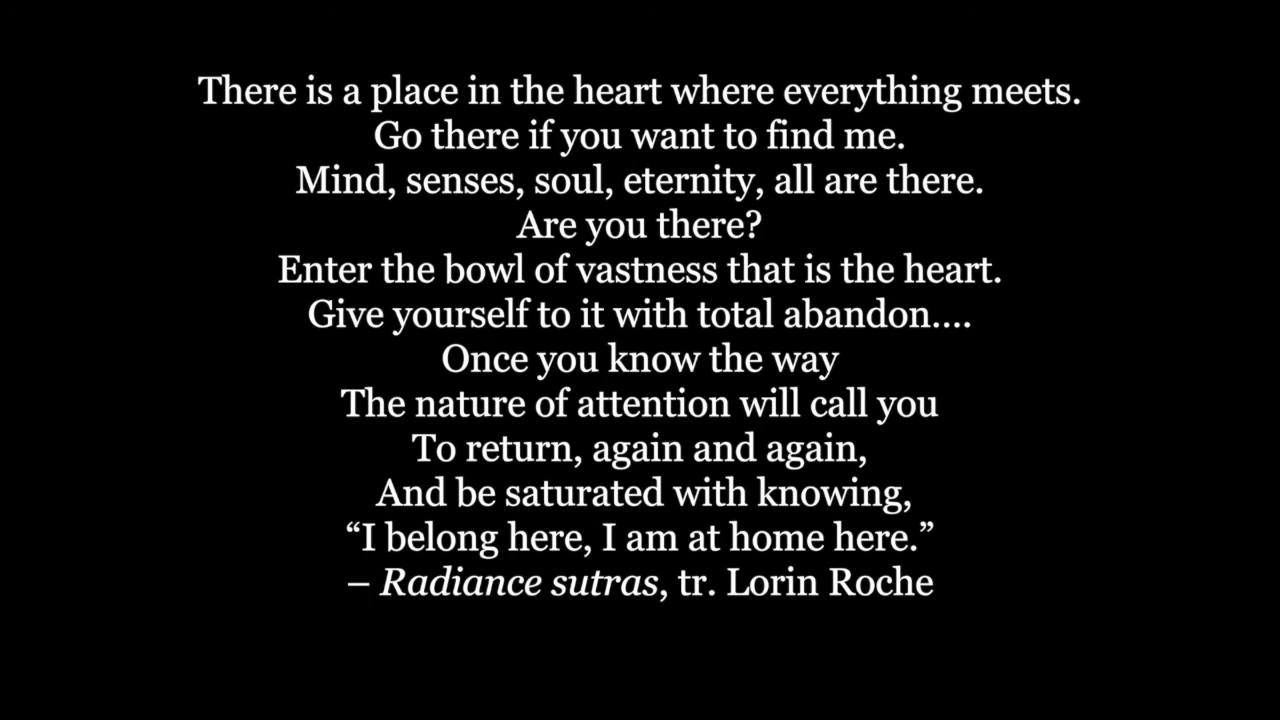 There is a place in the heart where everything meets.
Go there if you want to find me.
Mind, senses, soul, eternity, all are there.
Are you there?
Enter the bowl of vastness that is the heart.
Give yourself to it with total abandon....
Once you know the way
The nature of attention will call you
To return, again and again,
And be saturated with knowing,
“I belong here, I am at home here.”
– Radiance sutras, tr. Lorin Roche